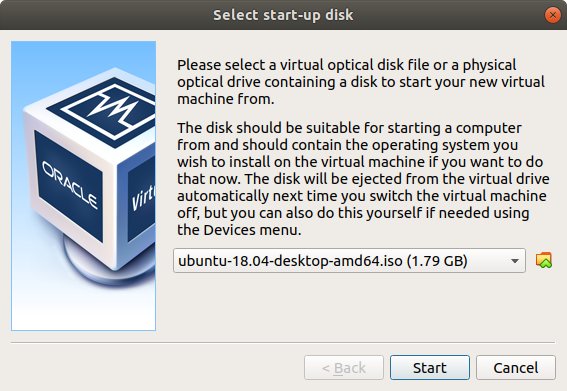 Select start-up disk
Please select a virtual optical disk file or a physical
optical drive containing a disk to start your new virtual
machine from.
The disk should be suitable for starting a computer
from and should contain the operating system you
wish to install on the virtual machine if you want to do
that now. The disk will be ejected from the virtual drive
automatically next time you switch the virtual machine
off, but you can also do this yourself if needed using
the Devices menu.
ORACLE
ubuntu-18.04-desktop-amd64.iso (1.79 GB)
< Back
Start
Cancel